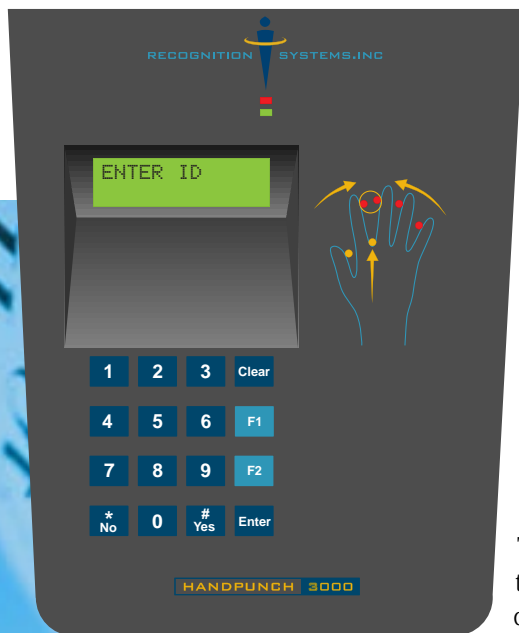 RECOGNITION SYSTEMS.INC
ENTER ID
1 2 3 Clear
4 5 6 F1
7 8 9 F2
* No 0 # Yes Enter
HANDPUNCH 3000